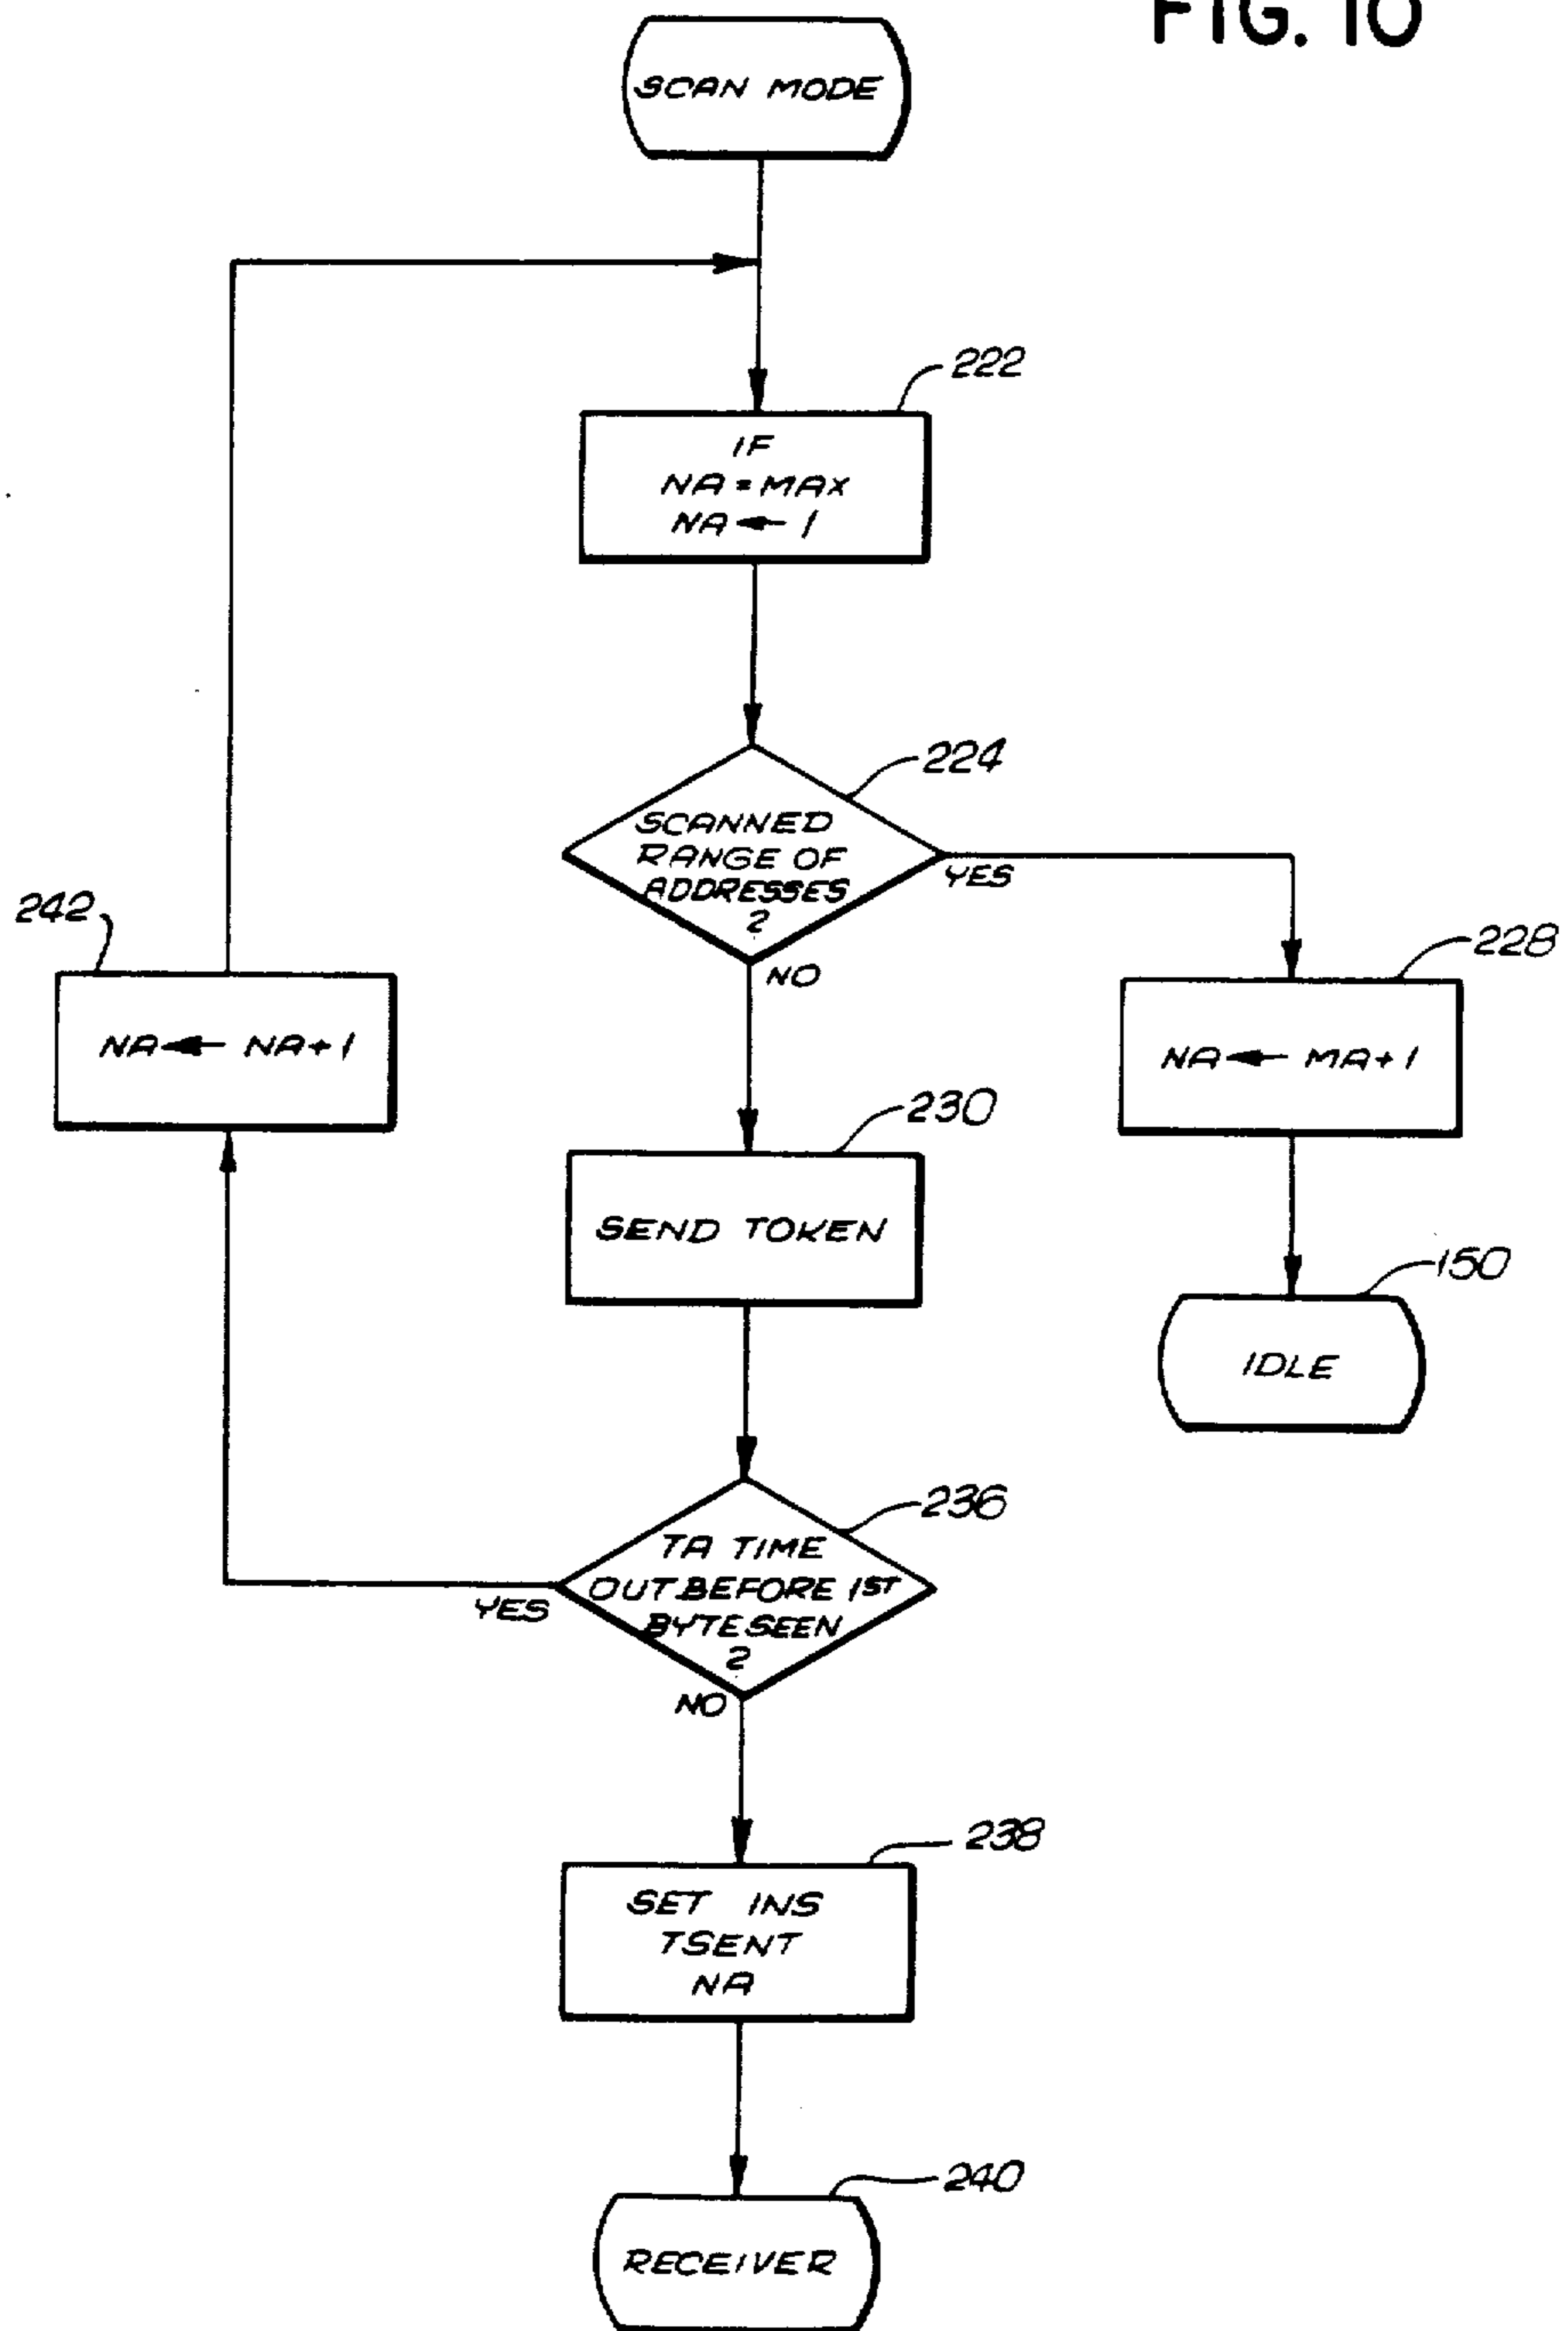 FIG. 10
SCAN MODE
222
IF
NA = MAX
NA ← 1
224
SCANNED
RANGE OF
ADDRESSES
?
YES
NO
242
NA ← NA+1
228
NA ← MA+1
230
SEND TOKEN
150
IDLE
236
TA TIME
OUT BEFORE 1ST
BYTE SEEN
?
YES
NO
238
SET INS
TSENT
NA
240
RECEIVER